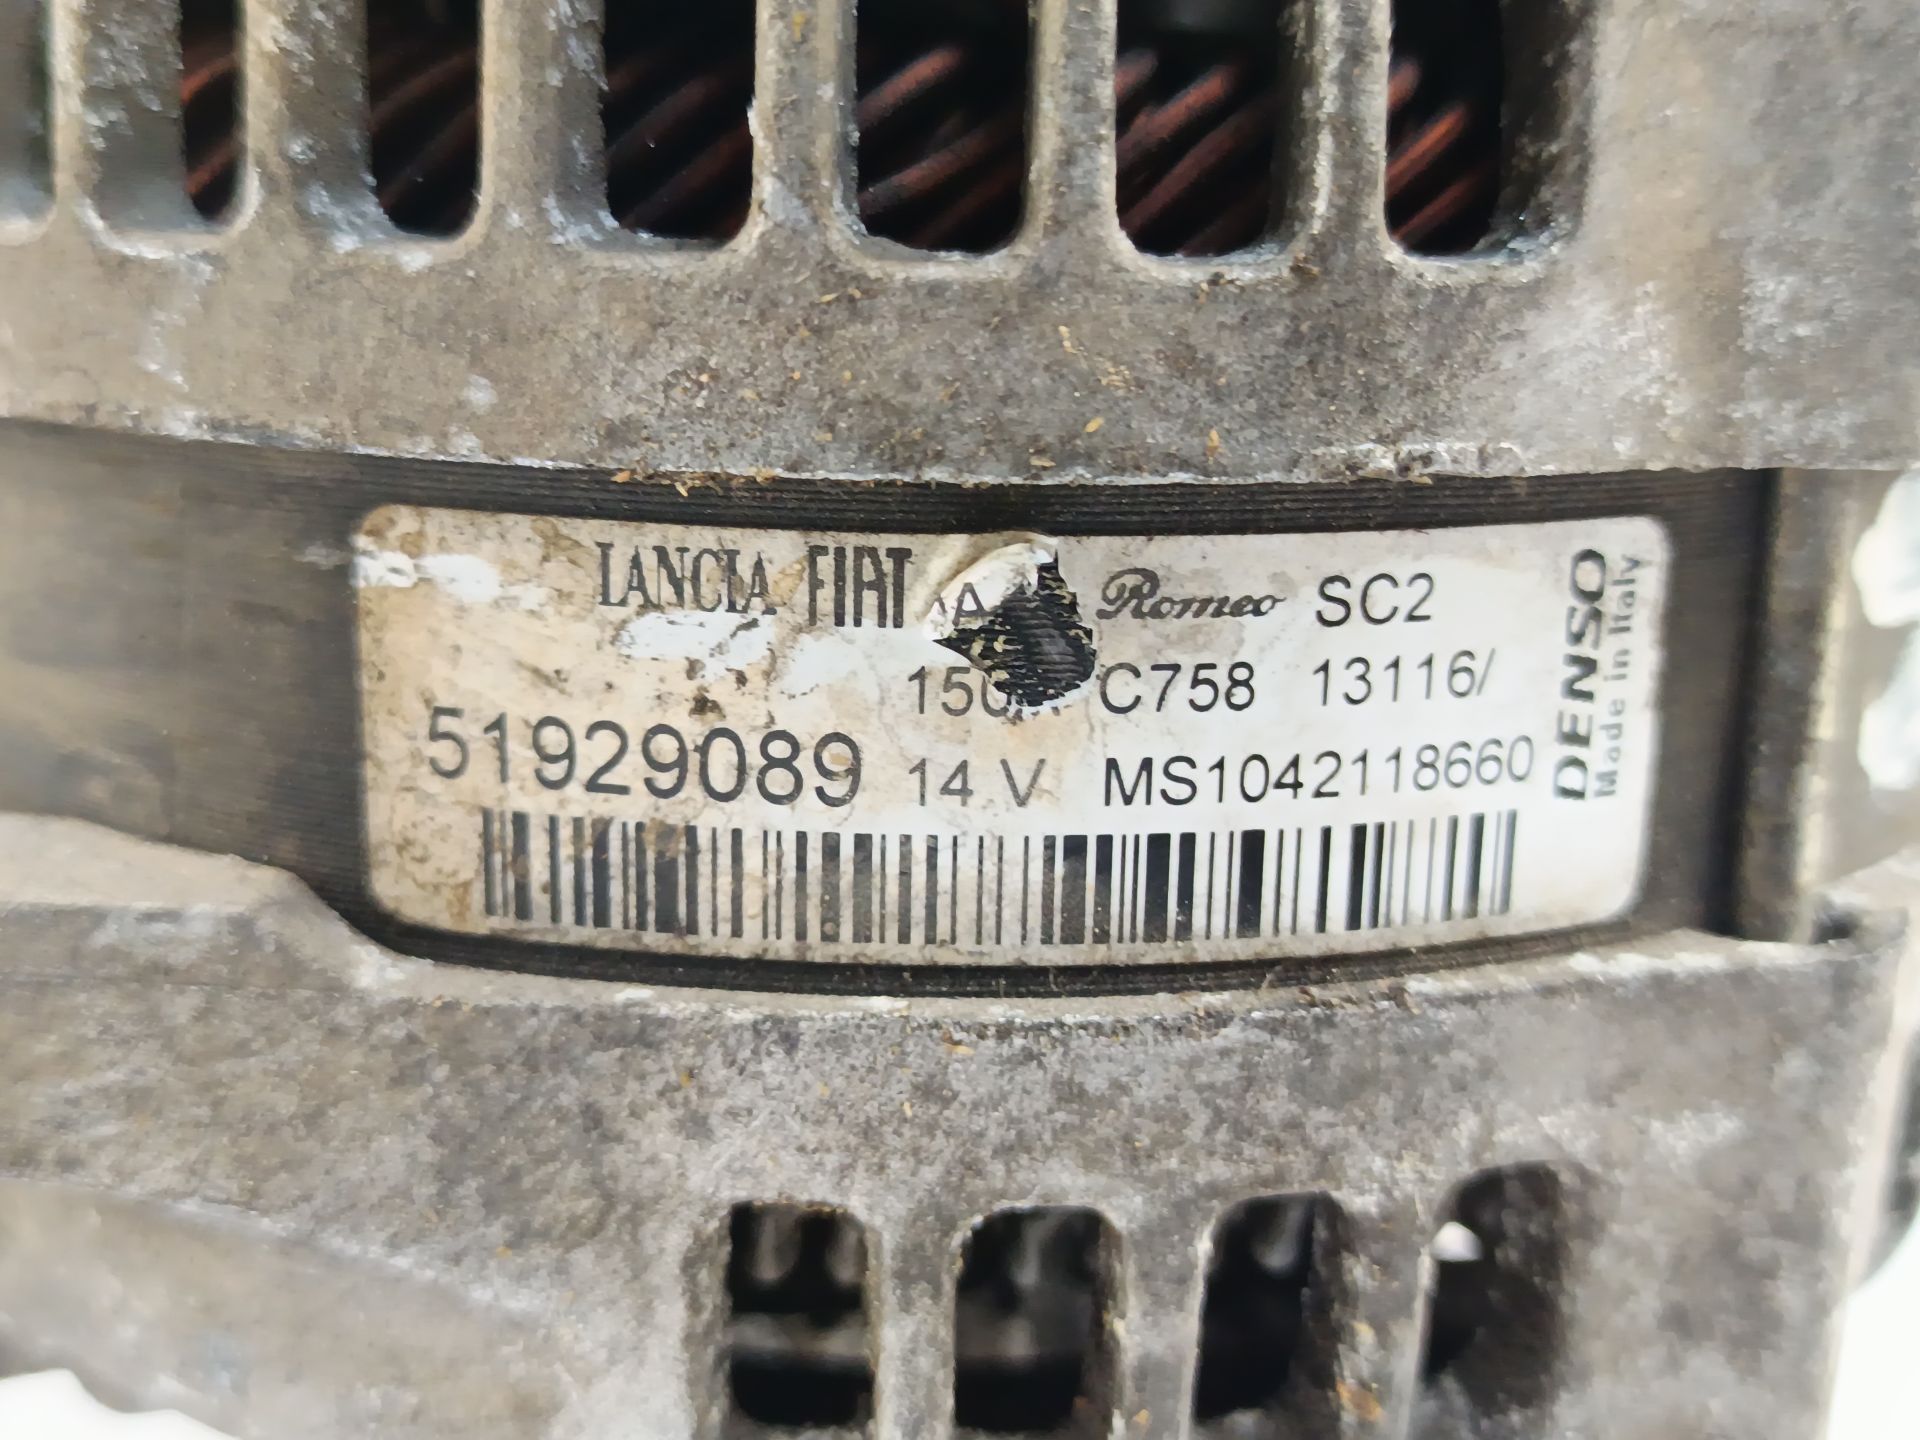 LANCIA FIAT Romeo SC2
C758 13116/
51929089 14 V MS1042118660
DENSO
Made in Italy